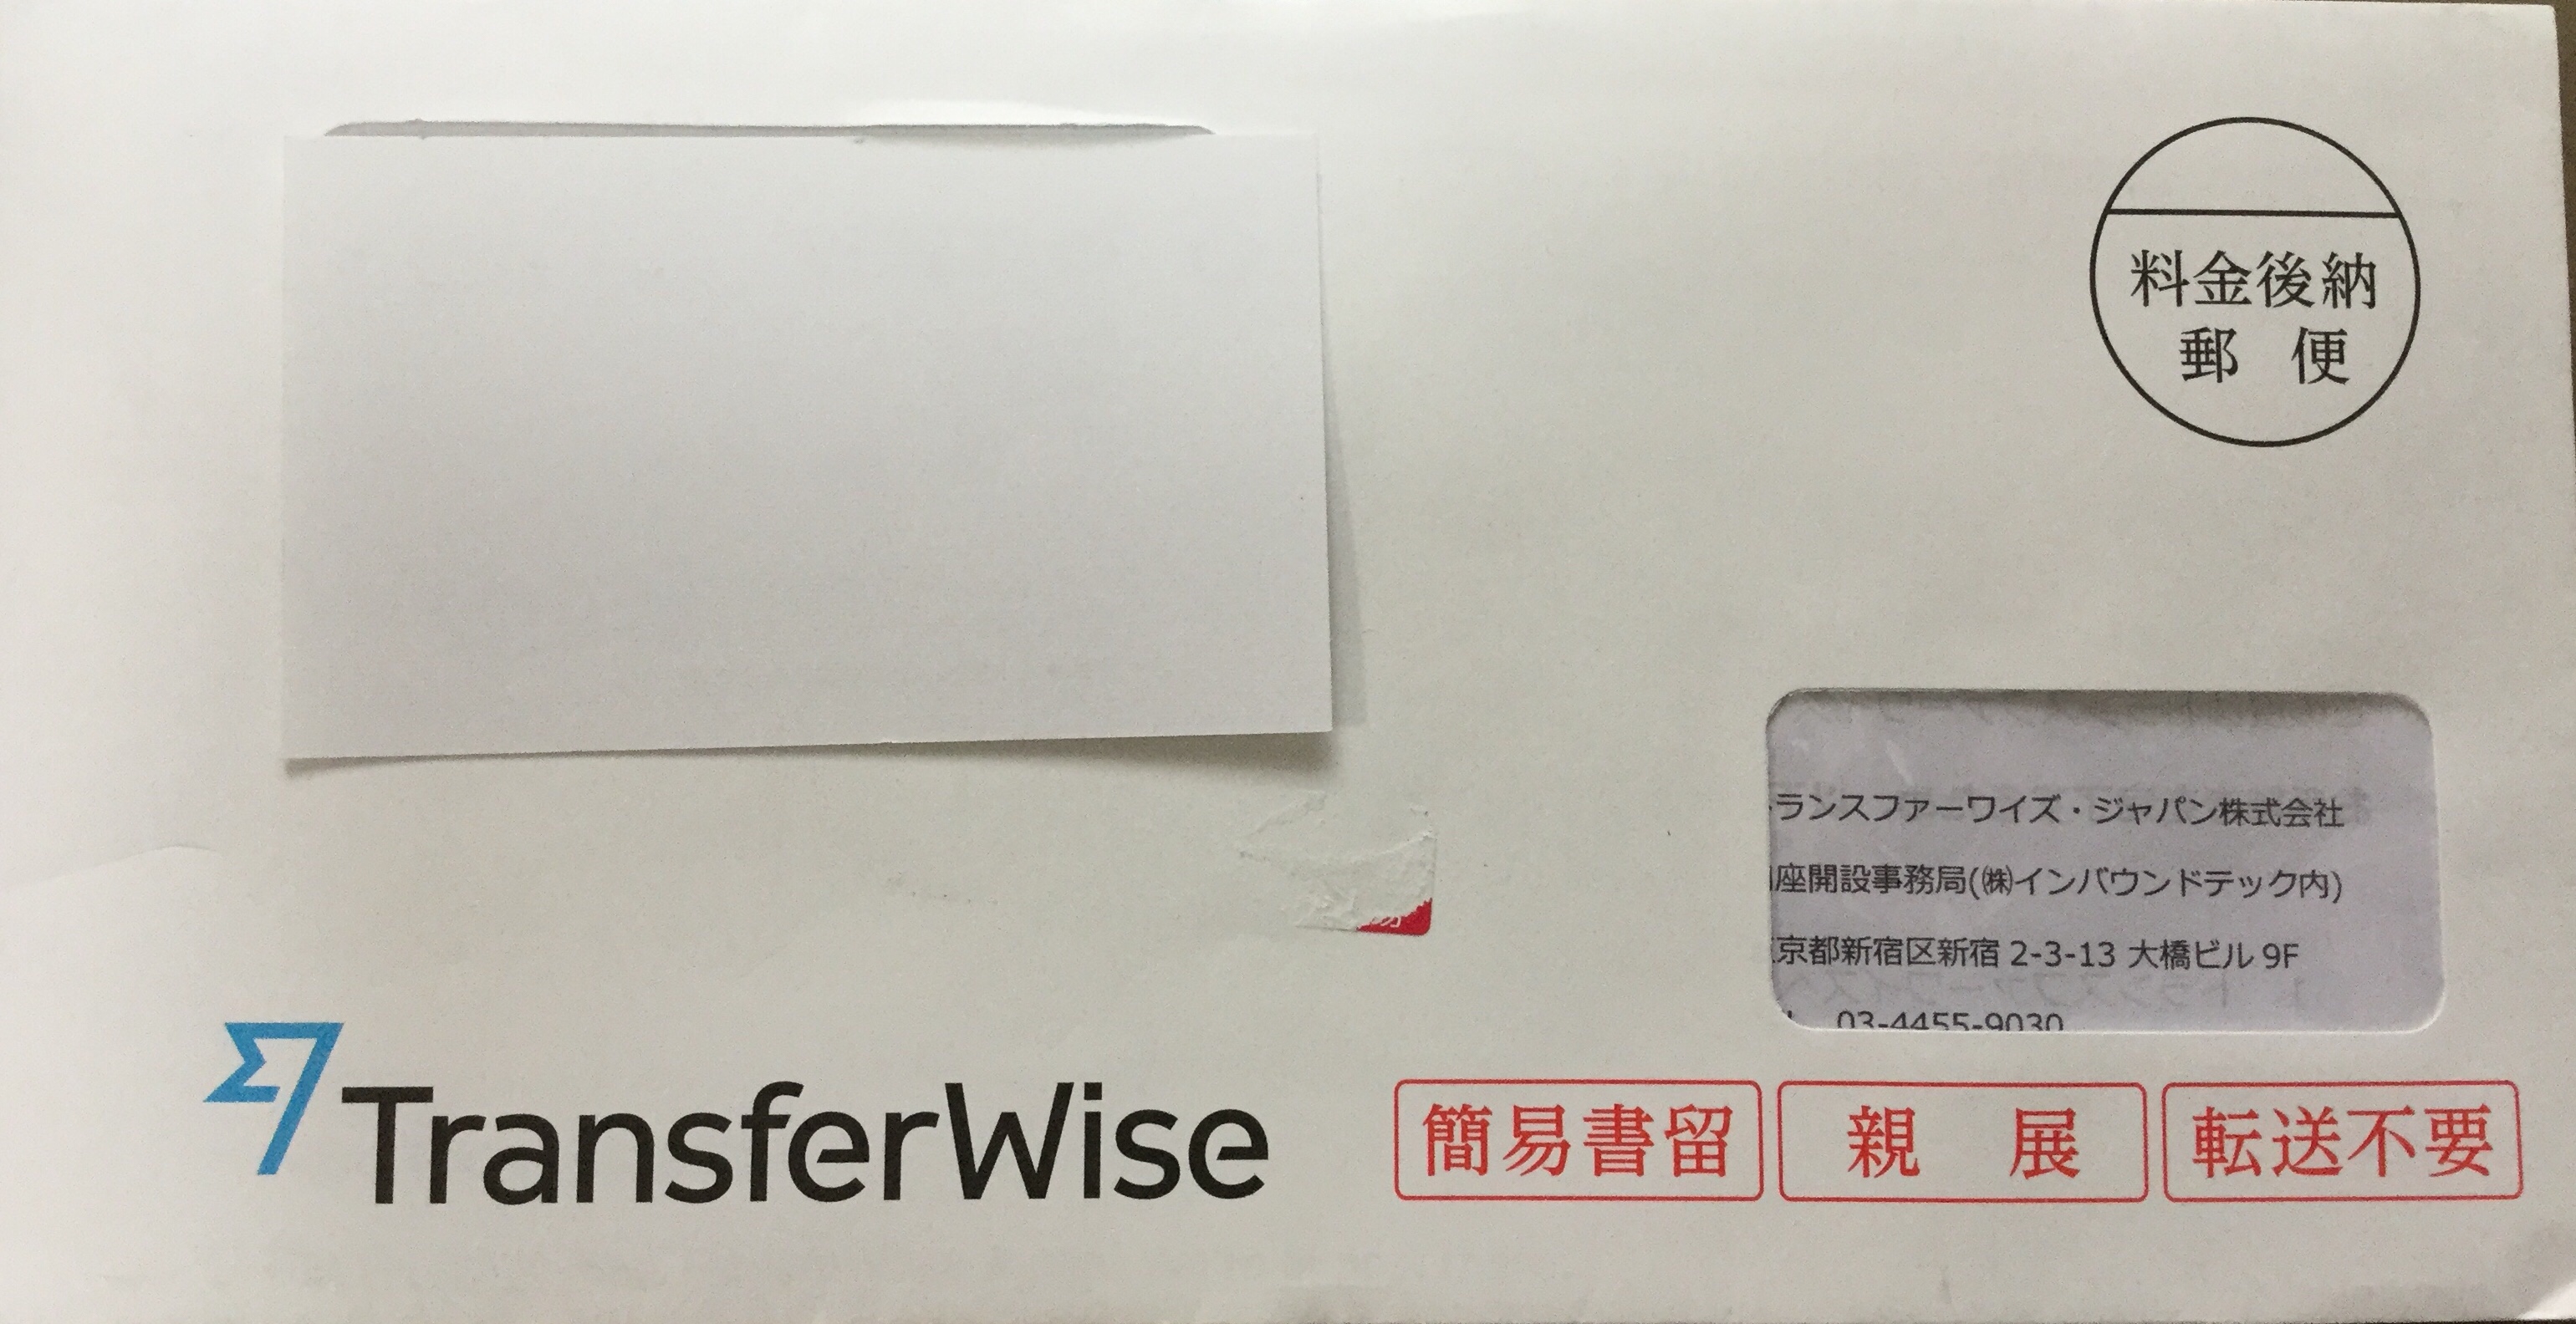 料金後納
郵 便
ランスファーワイズ・ジャパン株式会社
座開設事務局(㈱インバウンドテック内)
京都新宿区新宿 2-3-13 大橋ビル 9F
03-4455-9030
TransferWise
簡易書留
親 展
転送不要